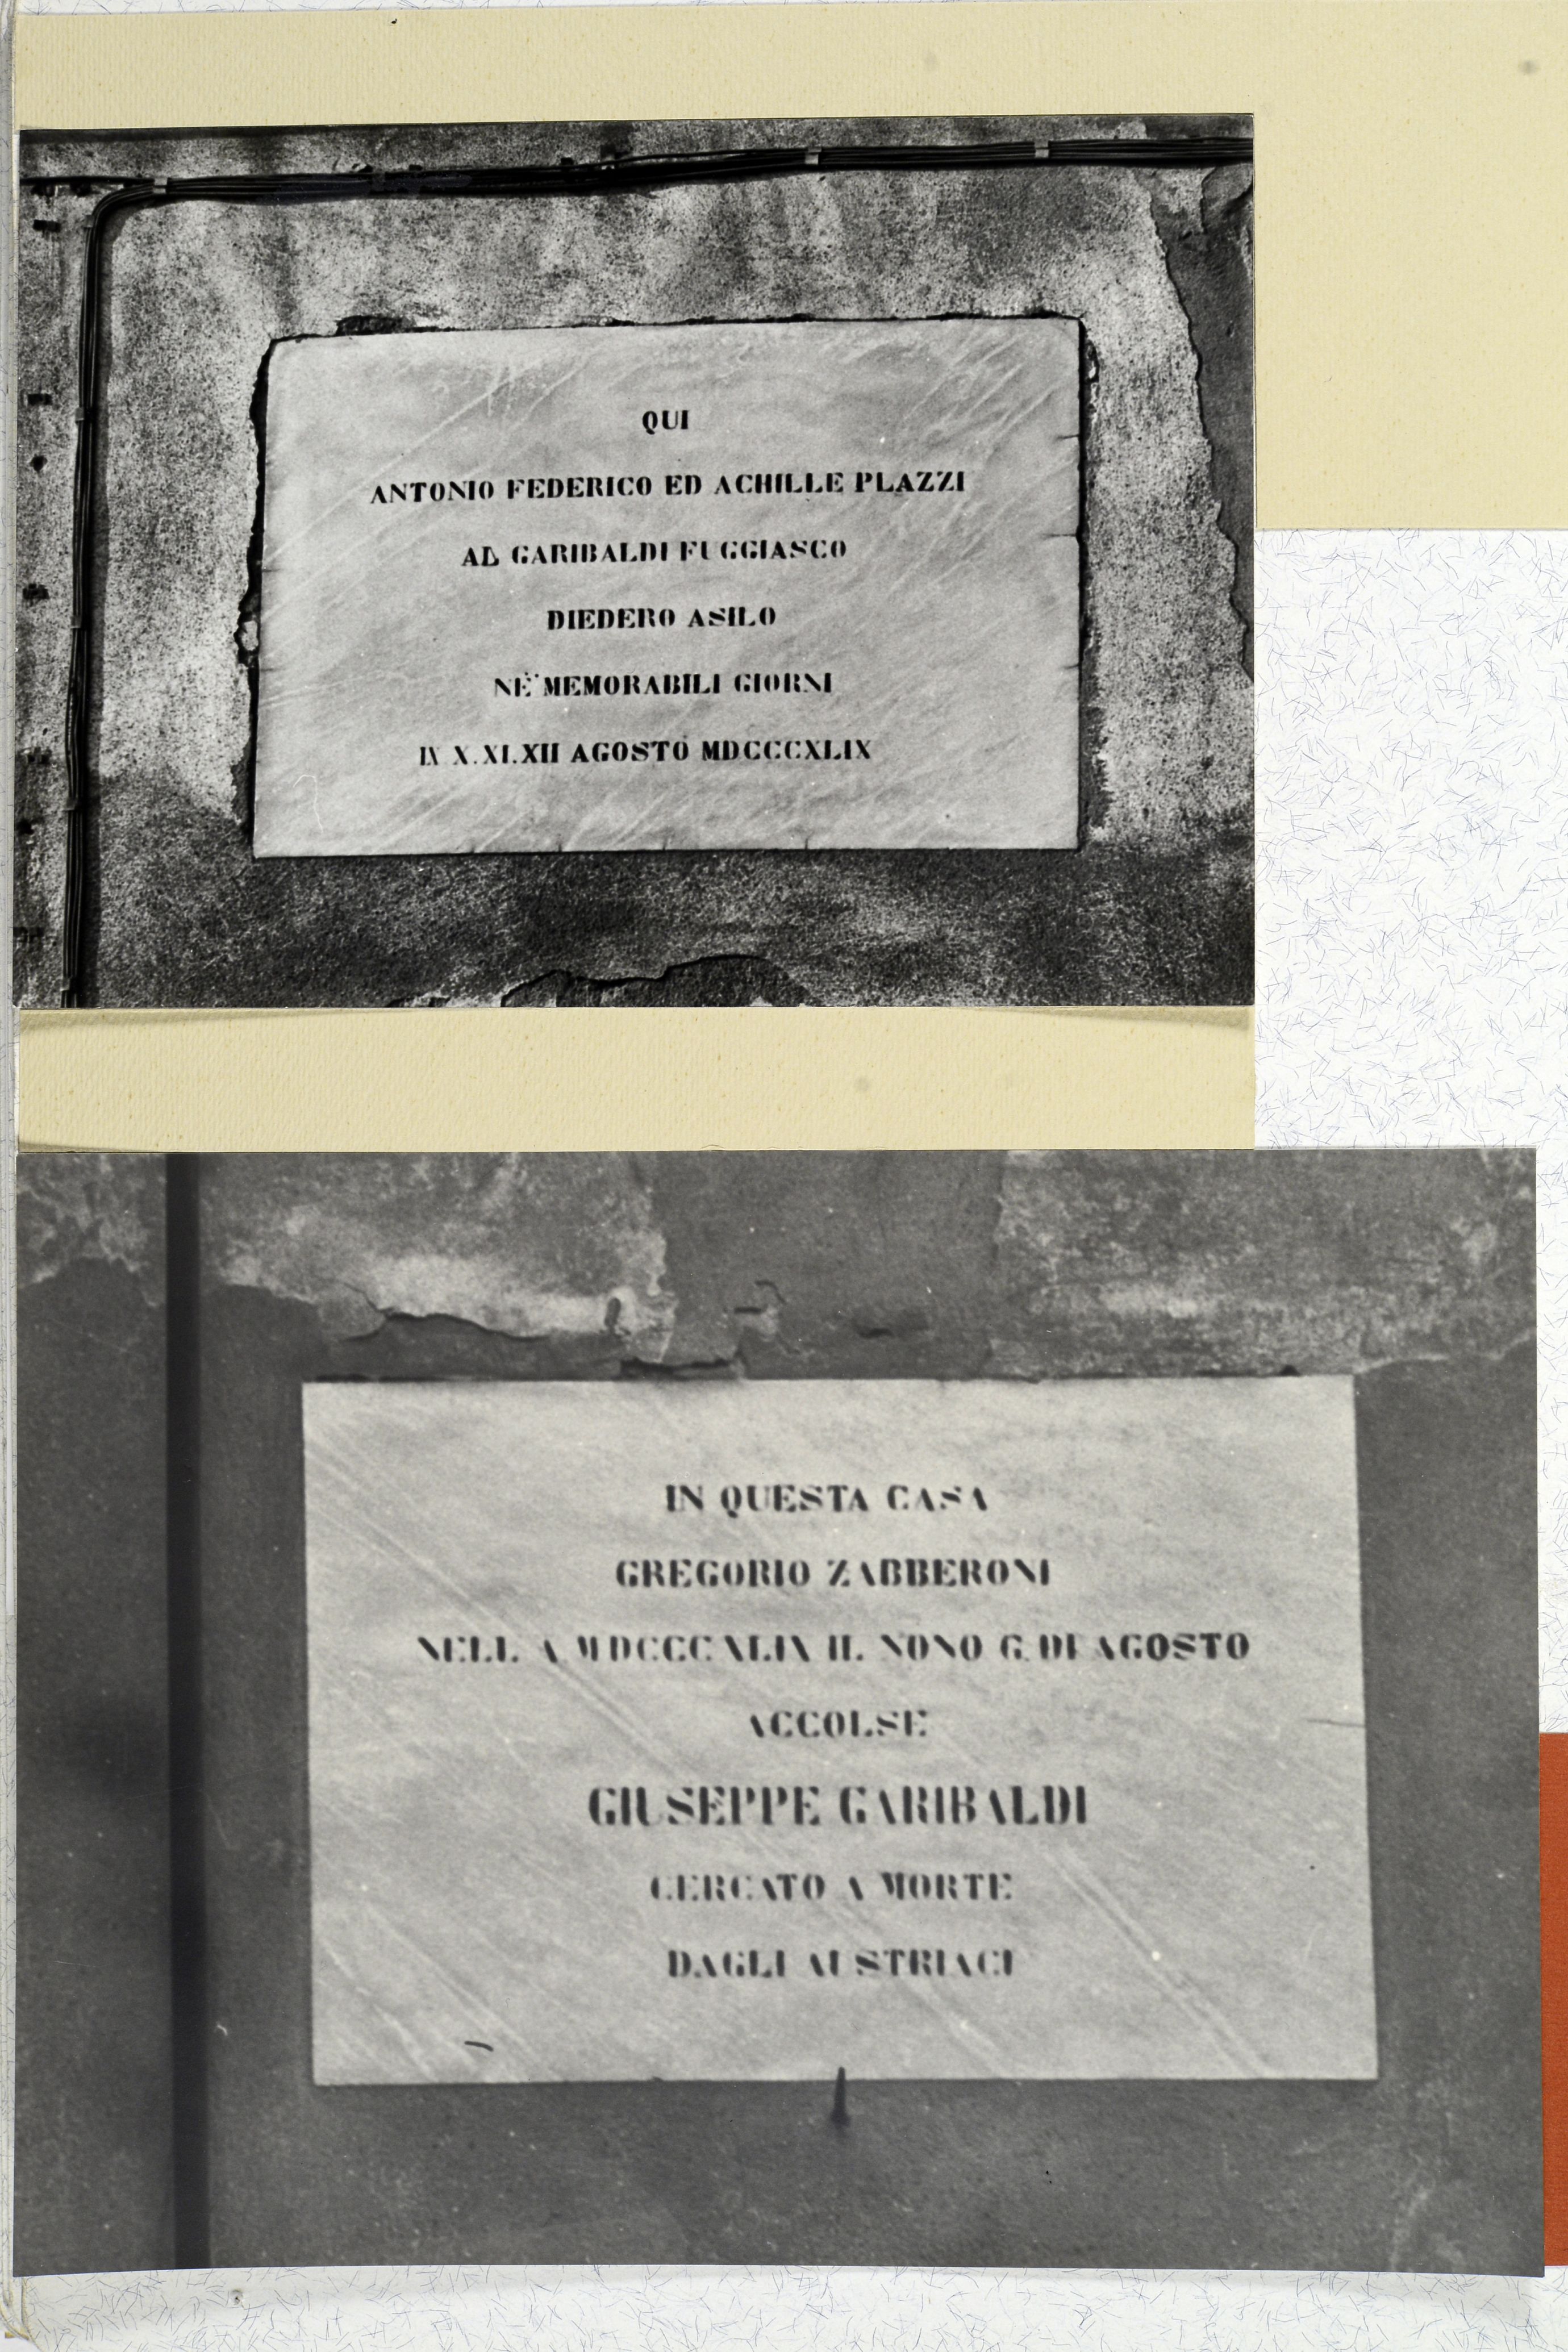 QUI
ANTONIO FEDERICO ED ACHILLE PLAZZI
AL GARIBALDI FUGGIASCO
DIEDERO ASILO
NE' MEMORABILI GIORNI
IX X. XI. XII AGOSTO MDCCCXLIX
IN QUESTA CASA
GREGORIO ZABBERONI
NELL A MDCCCXLIX IL NONO G. DI AGOSTO
ACCOLSE
GIUSEPPE GARIBALDI
CERCATO A MORTE
DAGLI AUSTRIACI